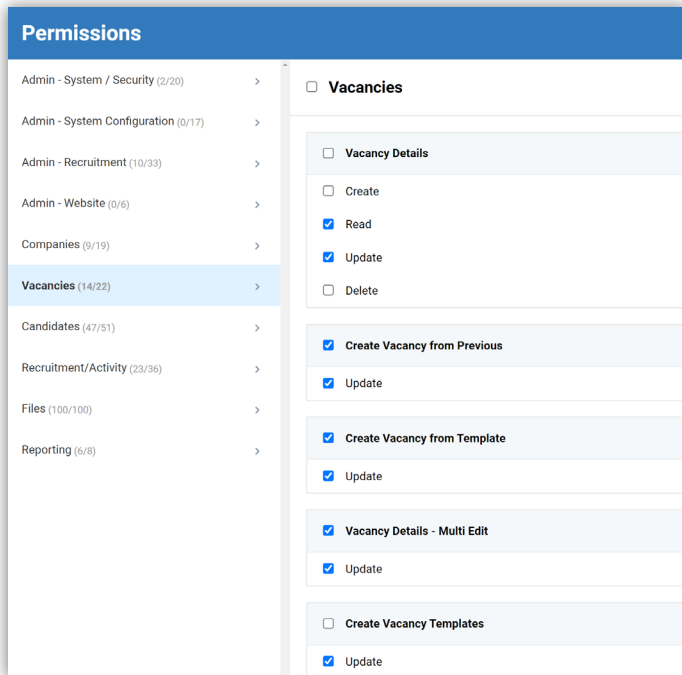 Permissions
Admin - System / Security (2/20)
Admin - System Configuration (0/17)
Admin - Recruitment (10/33)
Admin - Website (0/6)
Companies (9/19)
Vacancies (14/22)
Candidates (47/51)
Recruitment/Activity (23/36)
Files (100/100)
Reporting (6/8)
Vacancies
Vacancy Details
Create
Read
Update
Delete
Create Vacancy from Previous
Update
Create Vacancy from Template
Update
Vacancy Details - Multi Edit
Update
Create Vacancy Templates
Update